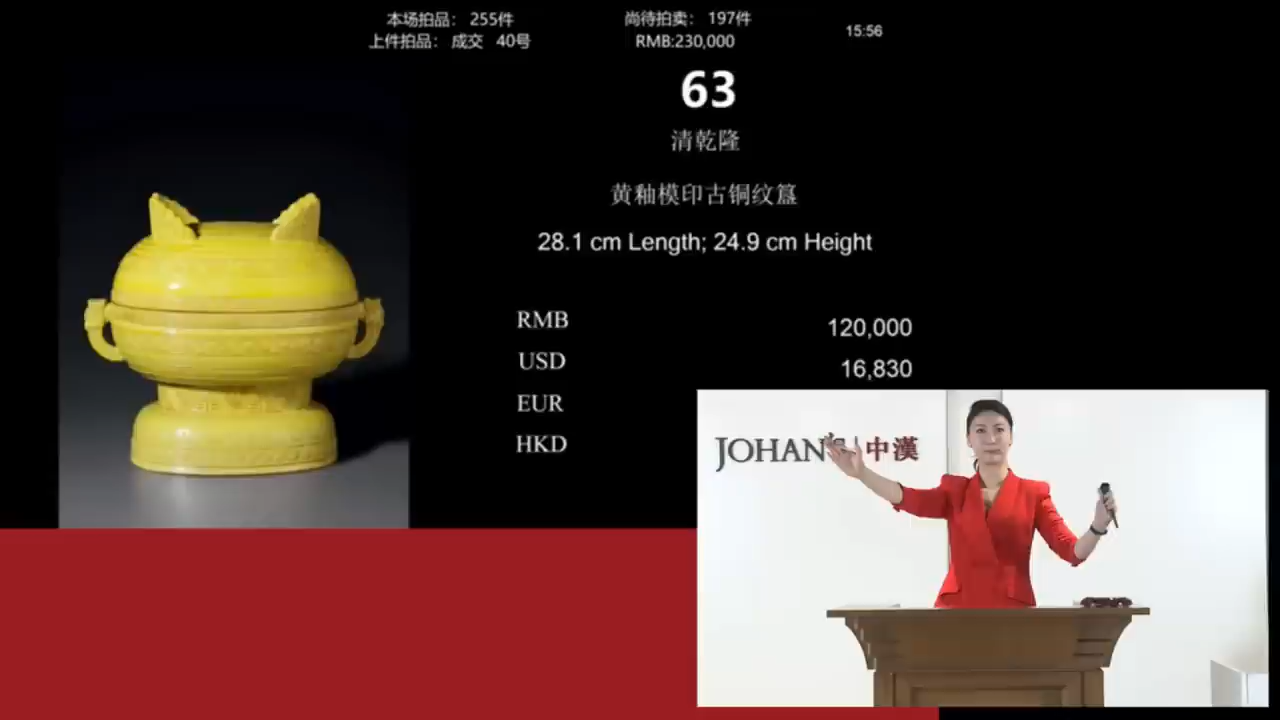 本场拍品： 255件
尚待拍卖： 197件
上件拍品： 成交 40号
RMB:230,000
15:56
63
清乾隆
黄釉模印古铜纹簋
28.1 cm Length; 24.9 cm Height
RMB 120,000
USD 16,830
EUR
HKD
中漢